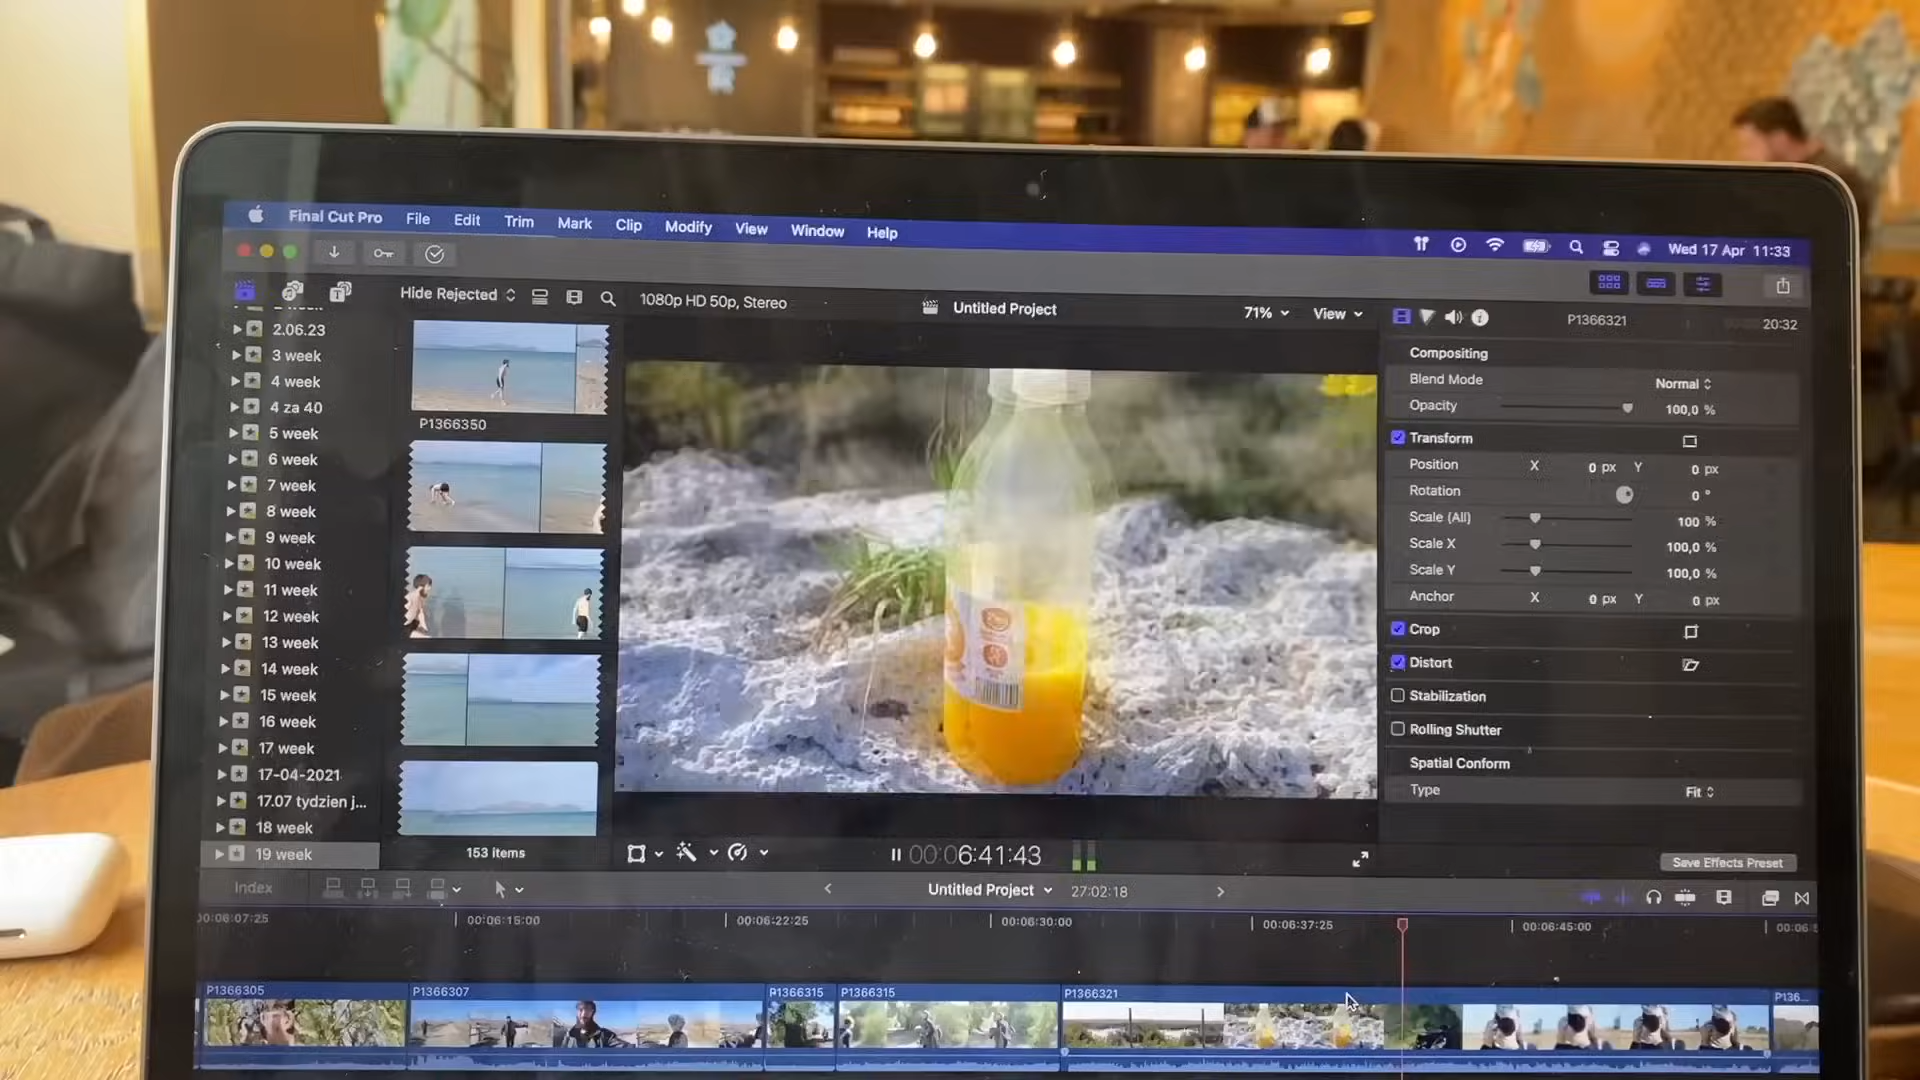 Final Cut Pro File Edit Trim Mark Clip Modify View Window Help Wed 17 Apr 11:33
Hide Rejected 1080p HD 50p, Stereo Untitled Project 71% View P1366321 20:32
2.06.23
3 week
4 week
4 za 40
5 week
6 week
7 week
8 week
9 week
10 week
11 week
12 week
13 week
14 week
15 week
16 week
17 week
17-04-2021
17.07 tydzien j...
18 week
19 week
P1366350
153 items
Compositing
Blend Mode Normal
Opacity 100,0 %
Transform
Position X 0 px Y 0 px
Rotation 0 °
Scale (All) 100 %
Scale X 100,0 %
Scale Y 100,0 %
Anchor X 0 px Y 0 px
Crop
Distort
Stabilization
Rolling Shutter
Spatial Conform
Type Fit
Save Effects Preset
00:06:41:43
Index Untitled Project 27:02:18
00:06:07:25 00:06:15:00 00:06:22:25 00:06:30:00 00:06:37:25 00:06:45:00
P1366305 P1366307 P1366315 P1366315 P1366321 P136...